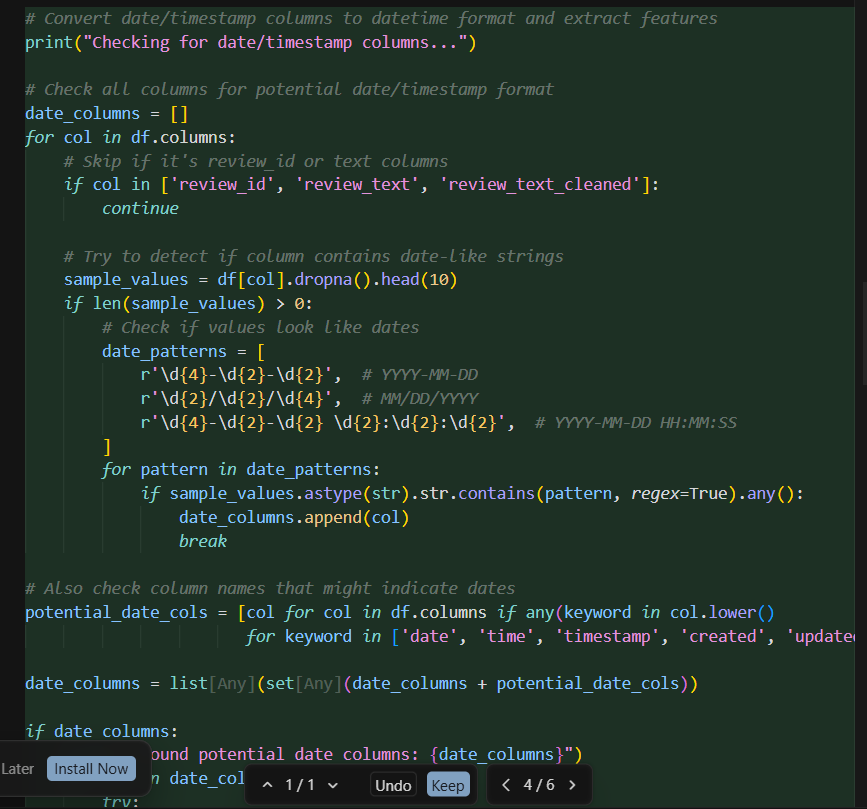 # Convert date/timestamp columns to datetime format and extract features
print("Checking for date/timestamp columns...")
# Check all columns for potential date/timestamp format
date_columns = []
for col in df.columns:
    # Skip if it's review_id or text columns
    if col in ['review_id', 'review_text', 'review_text_cleaned']:
        continue
    # Try to detect if column contains date-like strings
    sample_values = df[col].dropna().head(10)
    if len(sample_values) > 0:
        # Check if values look like dates
        date_patterns = [
            r'\d{4}-\d{2}-\d{2}',  # YYYY-MM-DD
            r'\d{2}/\d{2}/\d{4}',  # MM/DD/YYYY
            r'\d{4}-\d{2}-\d{2} \d{2}:\d{2}:\d{2}',  # YYYY-MM-DD HH:MM:SS
        ]
        for pattern in date_patterns:
            if sample_values.astype(str).str.contains(pattern, regex=True).any():
                date_columns.append(col)
                break
# Also check column names that might indicate dates
potential_date_cols = [col for col in df.columns if any(keyword in col.lower()
                       for keyword in ['date', 'time', 'timestamp', 'created', 'update
date_columns = list[Any](set[Any](date_columns + potential_date_cols))
if date_columns:
ound potential date columns: {date_columns}")
Later Install Now
n date_col
1/1 Undo Keep 4/6
try: